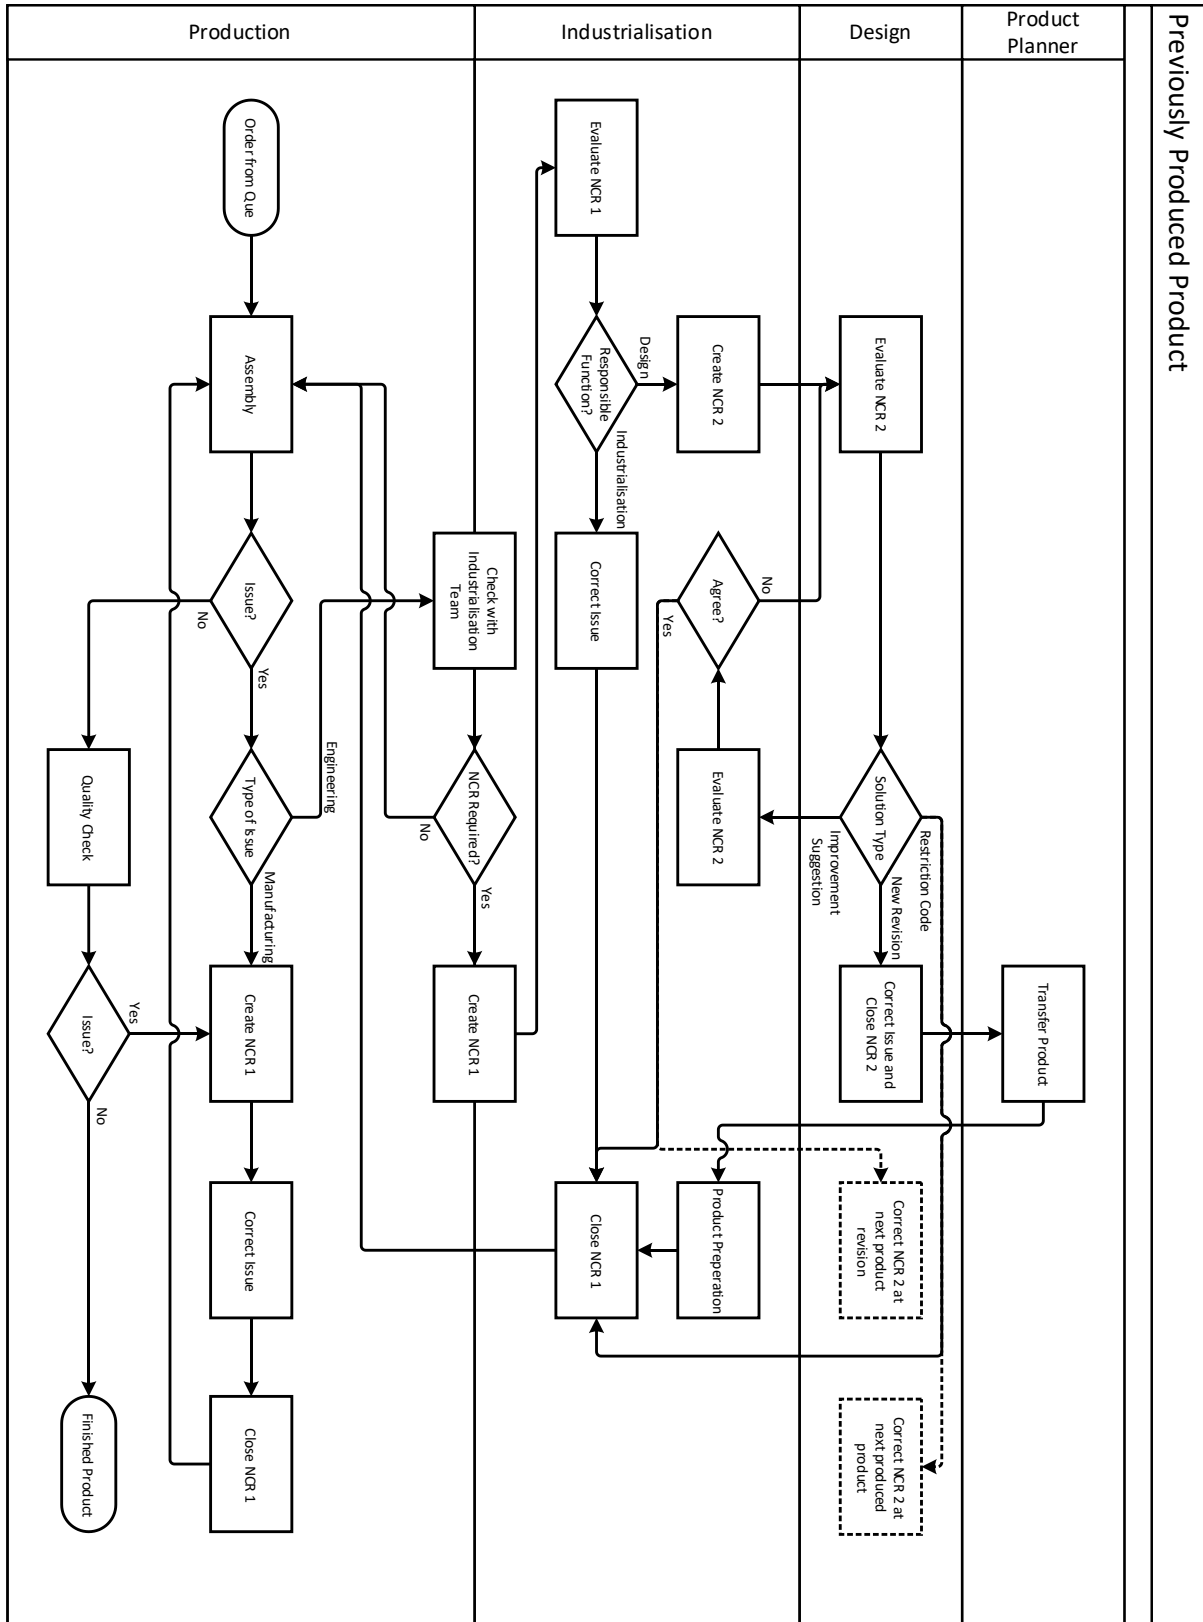 Previously Produced Product
Product
Planner
Design
Industrialisation
Production
Transfer Product
Evaluate NCR 2
Solution Type
Restriction Code
New Revision
Improvement
Suggestion
Correct Issue and
Close NCR 2
Correct NCR 2 at
next product
revision
Correct NCR 2 at
next produced
product
Evaluate NCR 1
Responsible
Function?
Design
Industrialisation
Create NCR 2
Correct Issue
Agree?
No
Yes
Evaluate NCR 2
Product Preperation
Close NCR 1
Check with
Industrialisation
Team
NCR Required?
No
Yes
Create NCR 1
Order from Que
Assembly
Issue?
No
Yes
Type of Issue
Engineering
Manufacturing
Create NCR 1
Correct Issue
Close NCR 1
Quality Check
Issue?
Yes
No
Finished Product